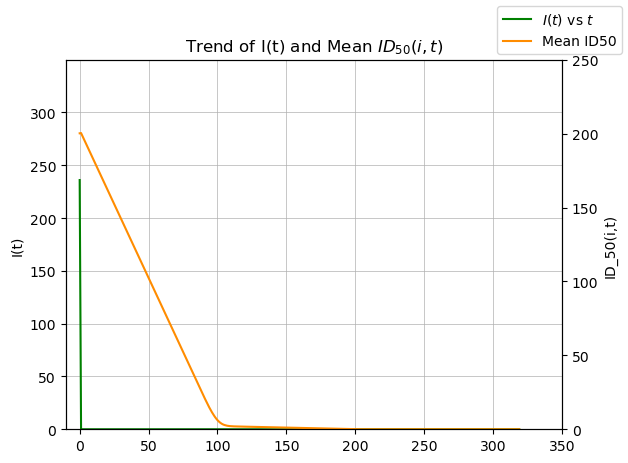 I(t) vs t
Mean ID50
Trend of I(t) and Mean ID₅₀(i, t)
300
250
200
150
100
50
0
I(t)
250
200
150
100
50
0
ID_50(i,t)
0 50 100 150 200 250 300 350